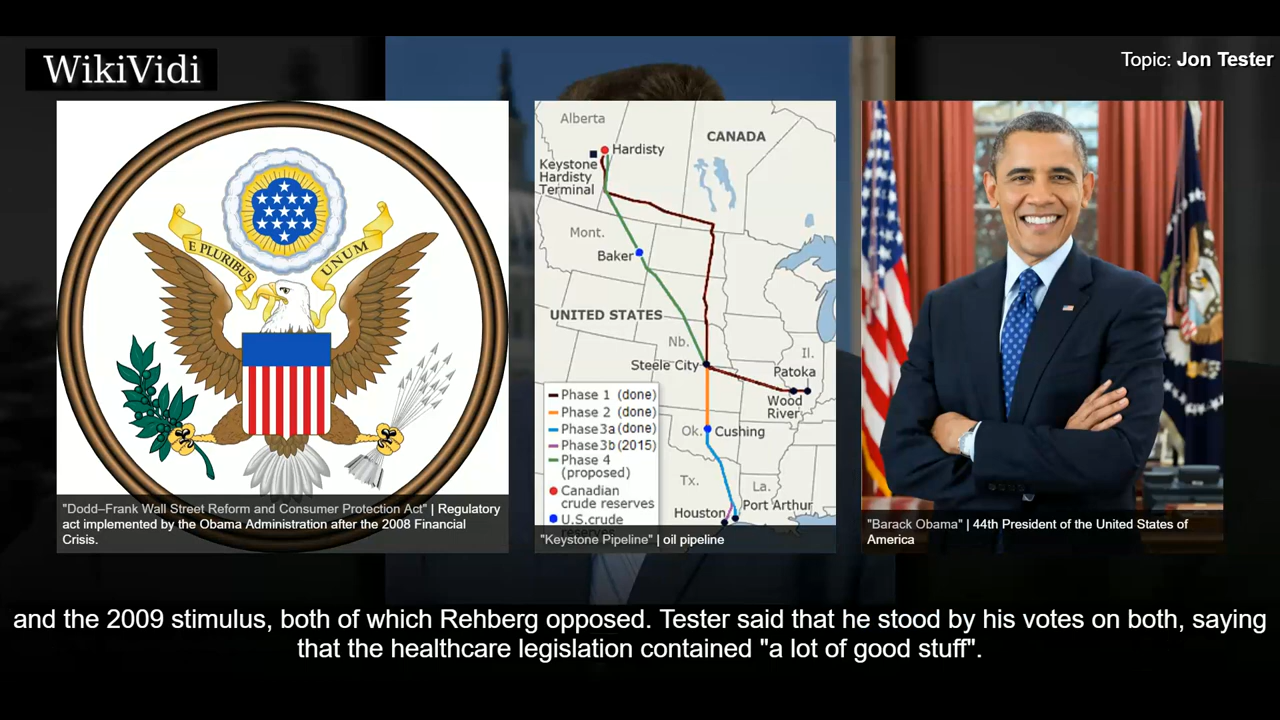 WikiVidi
Topic: Jon Tester
E PLURIBUS
UNUM
"Dodd–Frank Wall Street Reform and Consumer Protection Act" | Regulatory
act implemented by the Obama Administration after the 2008 Financial
Crisis.
Alberta
CANADA
Hardisty
Keystone
Hardisty
Terminal
Mont.
Baker
UNITED STATES
Nb.
Steele City
Il.
Patoka
Wood
River
Phase 1 (done)
Phase 2 (done)
Phase3a(done)
Phase3b(2015)
Phase 4
(proposed)
Canadian
crude reserves
U.S.crude
reserves
Ok.
Cushing
Tx.
La.
Port Arthur
Houston
"Keystone Pipeline" | oil pipeline
"Barack Obama" | 44th President of the United States of
America
and the 2009 stimulus, both of which Rehberg opposed. Tester said that he stood by his votes on both, saying
that the healthcare legislation contained "a lot of good stuff".